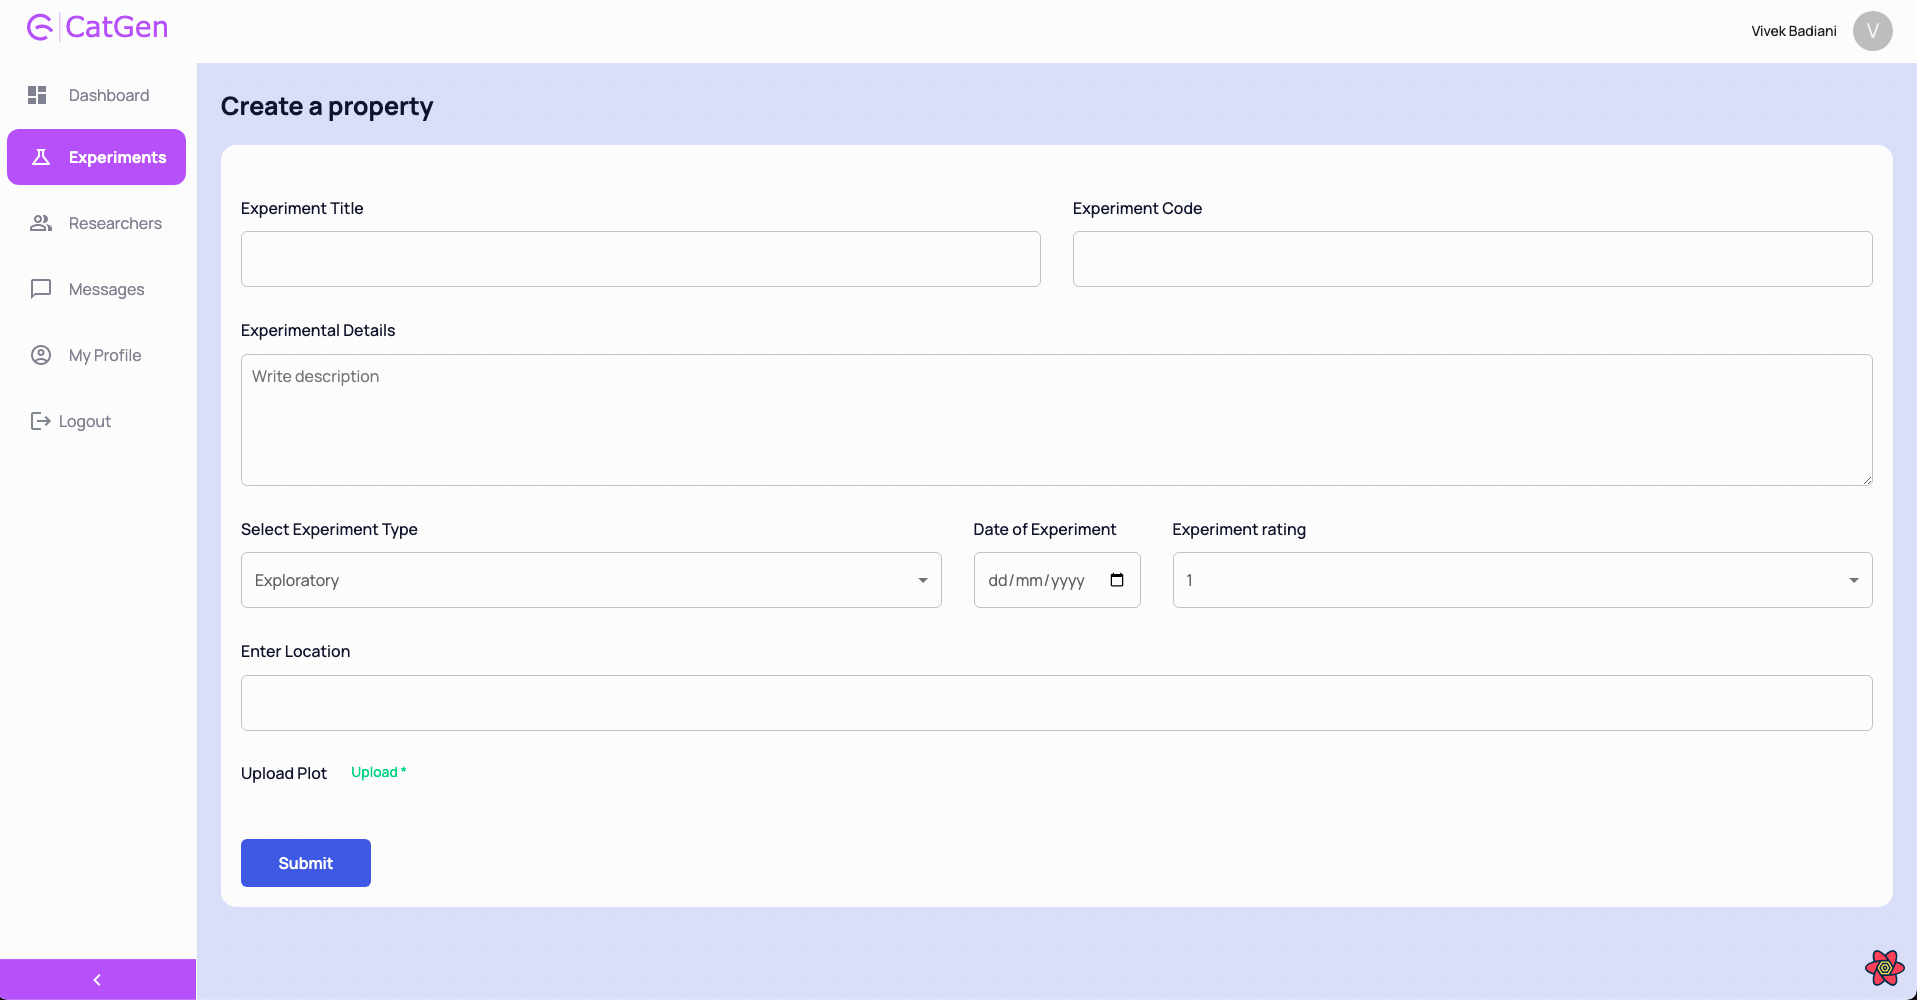 CatGen
Vivek Badiani
V
Dashboard
Experiments
Researchers
Messages
My Profile
Logout
Create a property
Experiment Title
Experiment Code
Experimental Details
Write description
Select Experiment Type
Date of Experiment
Experiment rating
Exploratory
dd/mm/yyyy
1
Enter Location
Upload Plot
Upload *
Submit